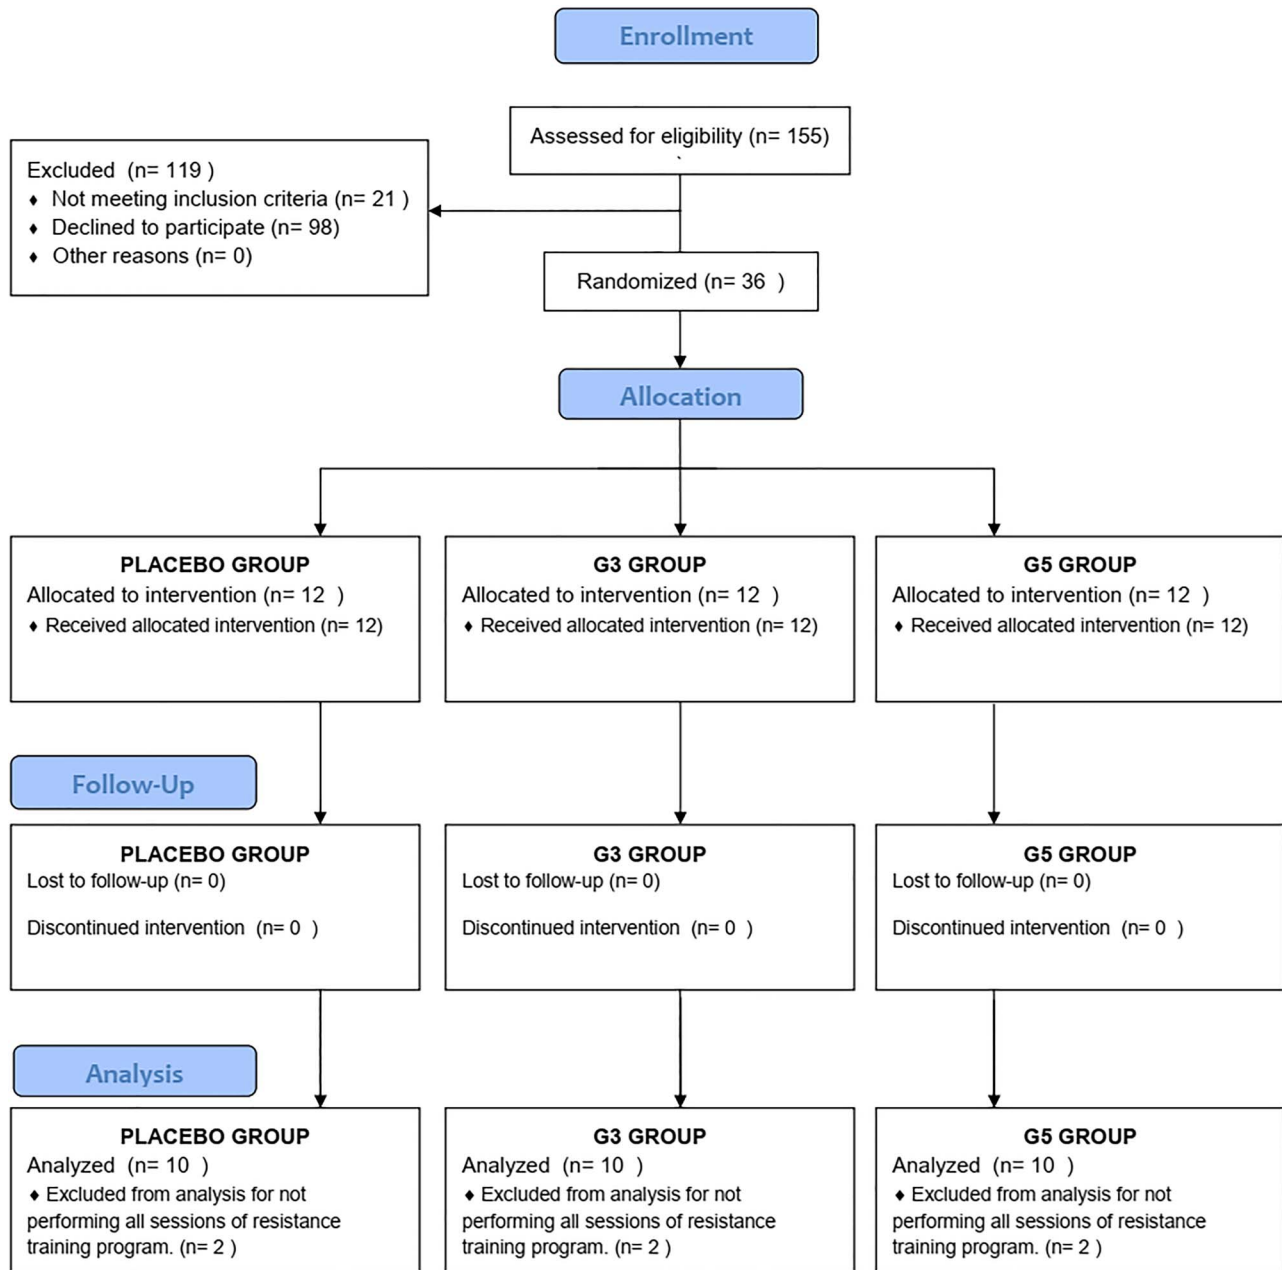 Enrollment
Assessed for eligibility (n= 155)
Excluded  (n= 119 )
♦ Not meeting inclusion criteria (n= 21 )
♦ Declined to participate (n= 98)
♦ Other reasons (n= 0)
Randomized (n= 36  )
Allocation
PLACEBO GROUP
Allocated to intervention (n= 12  )
♦ Received allocated intervention (n= 12)
G3 GROUP
Allocated to intervention (n= 12  )
♦ Received allocated intervention (n= 12)
G5 GROUP
Allocated to intervention (n= 12  )
♦ Received allocated intervention (n= 12)
Follow-Up
PLACEBO GROUP
Lost to follow-up (n= 0)
Discontinued intervention  (n= 0  )
G3 GROUP
Lost to follow-up (n= 0)
Discontinued intervention  (n= 0  )
G5 GROUP
Lost to follow-up (n= 0)
Discontinued intervention  (n= 0  )
Analysis
PLACEBO GROUP
Analyzed  (n= 10  )
♦ Excluded from analysis for not
performing all sessions of resistance
training program. (n= 2 )
G3 GROUP
Analyzed  (n= 10  )
♦ Excluded from analysis for not
performing all sessions of resistance
training program. (n= 2 )
G5 GROUP
Analyzed  (n= 10  )
♦ Excluded from analysis for not
performing all sessions of resistance
training program. (n= 2 )